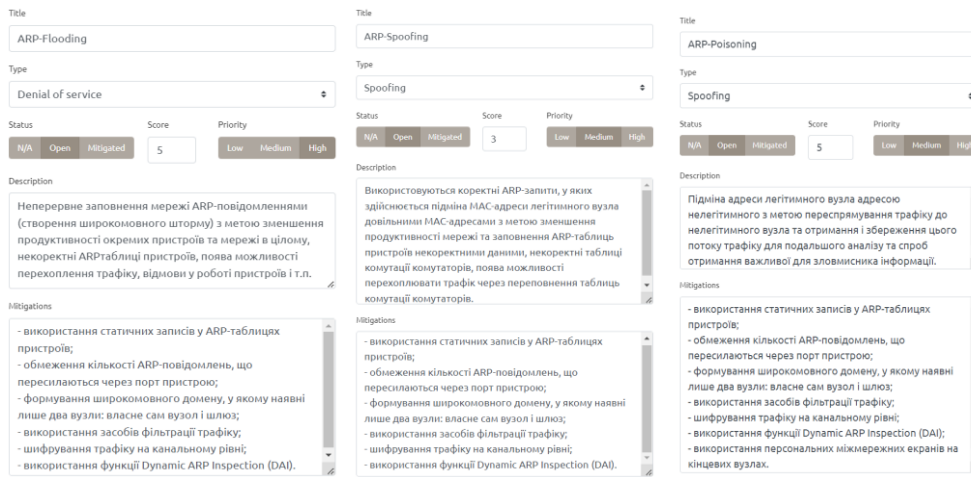 Title
ARP-Flooding
Type
Denial of service
Status Score Priority
N/A Open Mitigated 5 Low Medium High
Description
Неперервне заповнення мережі ARP-повідомленнями
(створення широкомовного шторму) з метою зменшення
продуктивності окремих пристроїв та мережі в цілому,
некоректні ARPтаблиці пристроїв, поява можливості
перехоплення трафіку, відмови у роботі пристроїв і т.п.
Mitigations
- використання статичних записів у ARP-таблицях
пристроїв;
- обмеження кількості ARP-повідомлень, що
пересилаються через порт пристрою;
- формування широкомовного домену, у якому наявні
лише два вузли: власне сам вузол і шлюз;
- використання засобів фільтрації трафіку;
- шифрування трафіку на канальному рівні;
- використання функції Dynamic ARP Inspection (DAI).
Title
ARP-Spoofing
Type
Spoofing
Status Score Priority
N/A Open Mitigated 3 Low Medium High
Description
Використовуються коректні ARP-запити, у яких
здійснюється підміна MAC-адреси легітимного вузла
довільними MAC-адресами з метою зменшення
продуктивності мережі та заповнення ARP-таблиць
пристроїв некоректними даними, некоректні таблиці
комутації комутаторів, поява можливості
перехоплювати трафік через переповнення таблиць
комутації комутаторів.
Mitigations
- використання статичних записів у ARP-таблицях
пристроїв;
- обмеження кількості ARP-повідомлень, що
пересилаються через порт пристрою;
- формування широкомовного домену, у якому наявні
лише два вузли: власне сам вузол і шлюз;
- використання засобів фільтрації трафіку;
- шифрування трафіку на канальному рівні;
- використання функції Dynamic ARP Inspection (DAI).
Title
ARP-Poisoning
Type
Spoofing
Status Score Priority
N/A Open Mitigated 5 Low Medium High
Description
Підміна адреси легітимного вузла адресою
нелегітимного з метою переспрямування трафіку до
нелегітимного вузла та отримання і збереження цього
потоку трафіку для подальшого аналізу та спроб
отримання важливої для зловмисника інформації.
Mitigations
- використання статичних записів у ARP-таблицях
пристроїв;
- обмеження кількості ARP-повідомлень, що
пересилаються через порт пристрою;
- формування широкомовного домену, у якому наявні
лише два вузли: власне сам вузол і шлюз;
- використання засобів фільтрації трафіку;
- шифрування трафіку на канальному рівні;
- використання функції Dynamic ARP Inspection (DAI);
- використання персональних міжмережних екранів на
кінцевих вузлах.